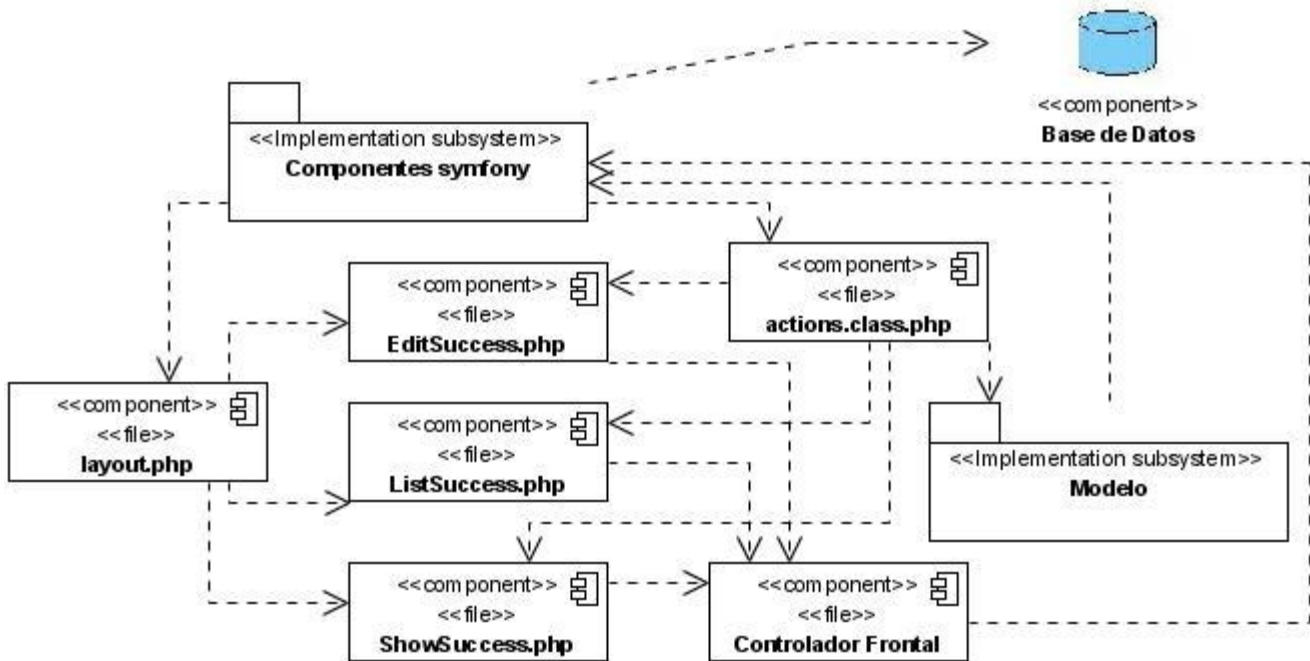 <<component>>
Base de Datos
<<Implementation subsystem>>
Componentes symfony
<<component>>
<<file>>
actions.class.php
<<component>>
<<file>>
EditSuccess.php
<<component>>
<<file>>
layout.php
<<component>>
<<file>>
ListSuccess.php
<<Implementation subsystem>>
Modelo
<<component>>
<<file>>
ShowSuccess.php
<<component>>
<<file>>
Controlador Frontal